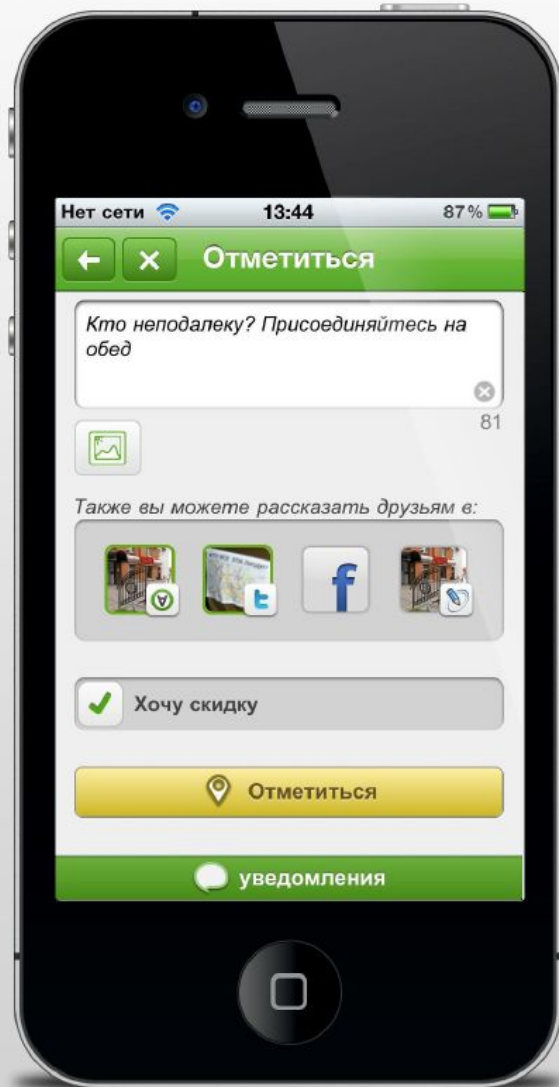 Нет сети 13:44 87%
Отметиться
Кто неподалеку? Присоединяйтесь на
обед
81
Также вы можете рассказать друзьям в:
Хочу скидку
Отметиться
уведомления